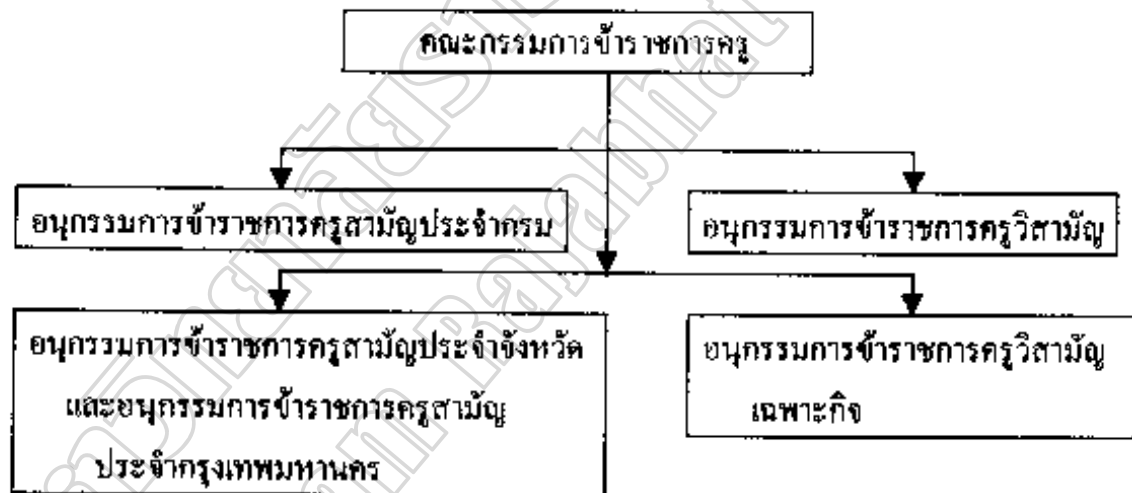 คณะกรรมการข้าราชการครู
อนุกรรมการข้าราชการครูสามัญประจำกรม
อนุกรรมการข้าราชการครูวิสามัญ
อนุกรรมการข้าราชการครูสามัญประจำจังหวัด
และอนุกรรมการข้าราชการครูสามัญ
ประจำกรุงเทพมหานคร
อนุกรรมการข้าราชการครูวิสามัญ
เฉพาะกิจ